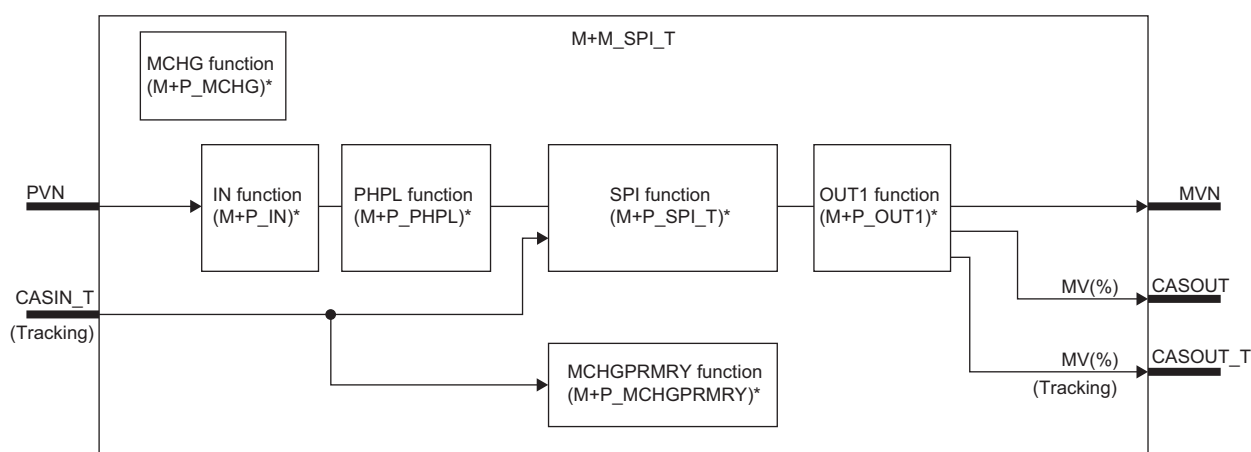 M+M_SPI_T
MCHG function
(M+P_MCHG)*
PVN
IN function
(M+P_IN)*
PHPL function
(M+P_PHPL)*
SPI function
(M+P_SPI_T)*
OUT1 function
(M+P_OUT1)*
MVN
CASIN_T
(Tracking)
MV(%)
CASOUT
MCHGPRMRY function
(M+P_MCHGPRMRY)*
MV(%)
(Tracking)
CASOUT_T